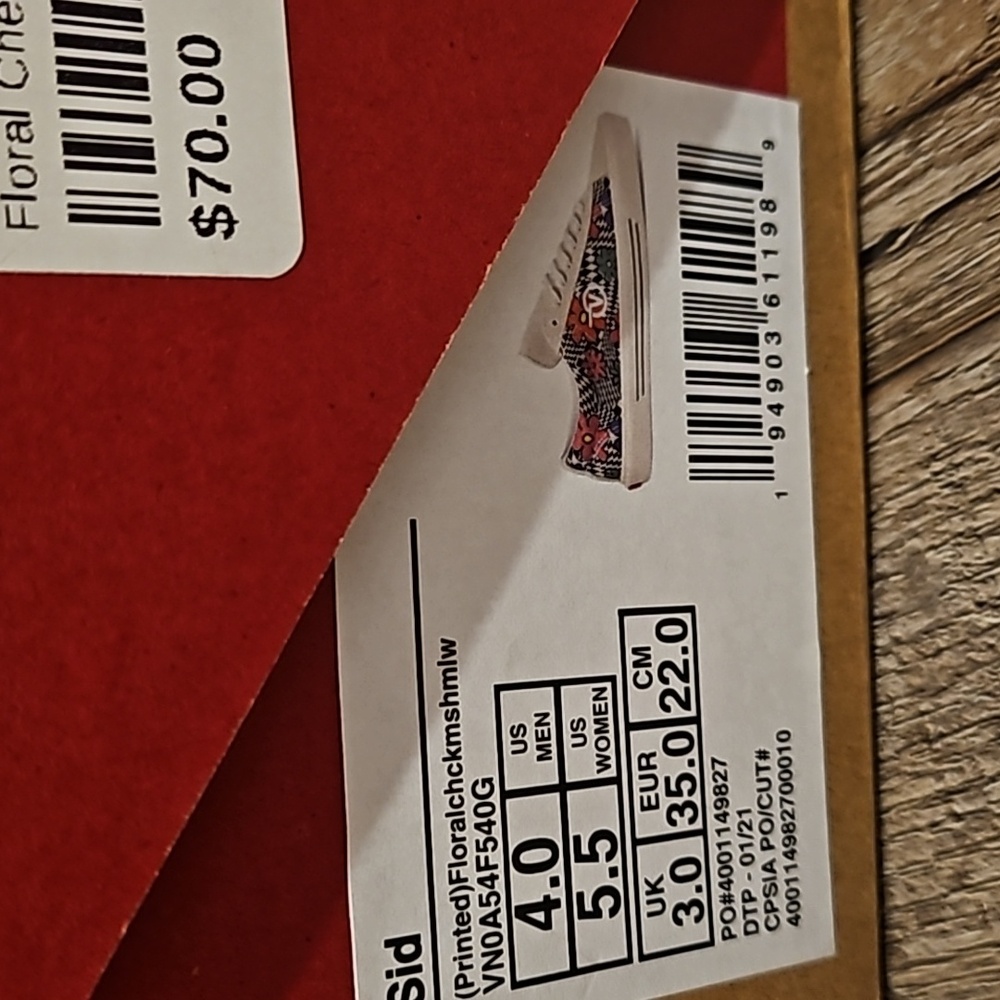 Floral Che
$70.00
Sid
(Printed)Floralchckmshmlw
VN0A54F540G
4.0 US MEN
5.5 US WOMEN
UK EUR CM
3.0 35.0 22.0
PO#4001149827
DTP - 01/21
CPSIA PO/CUT#
400114982700010
1 94903 61198 9